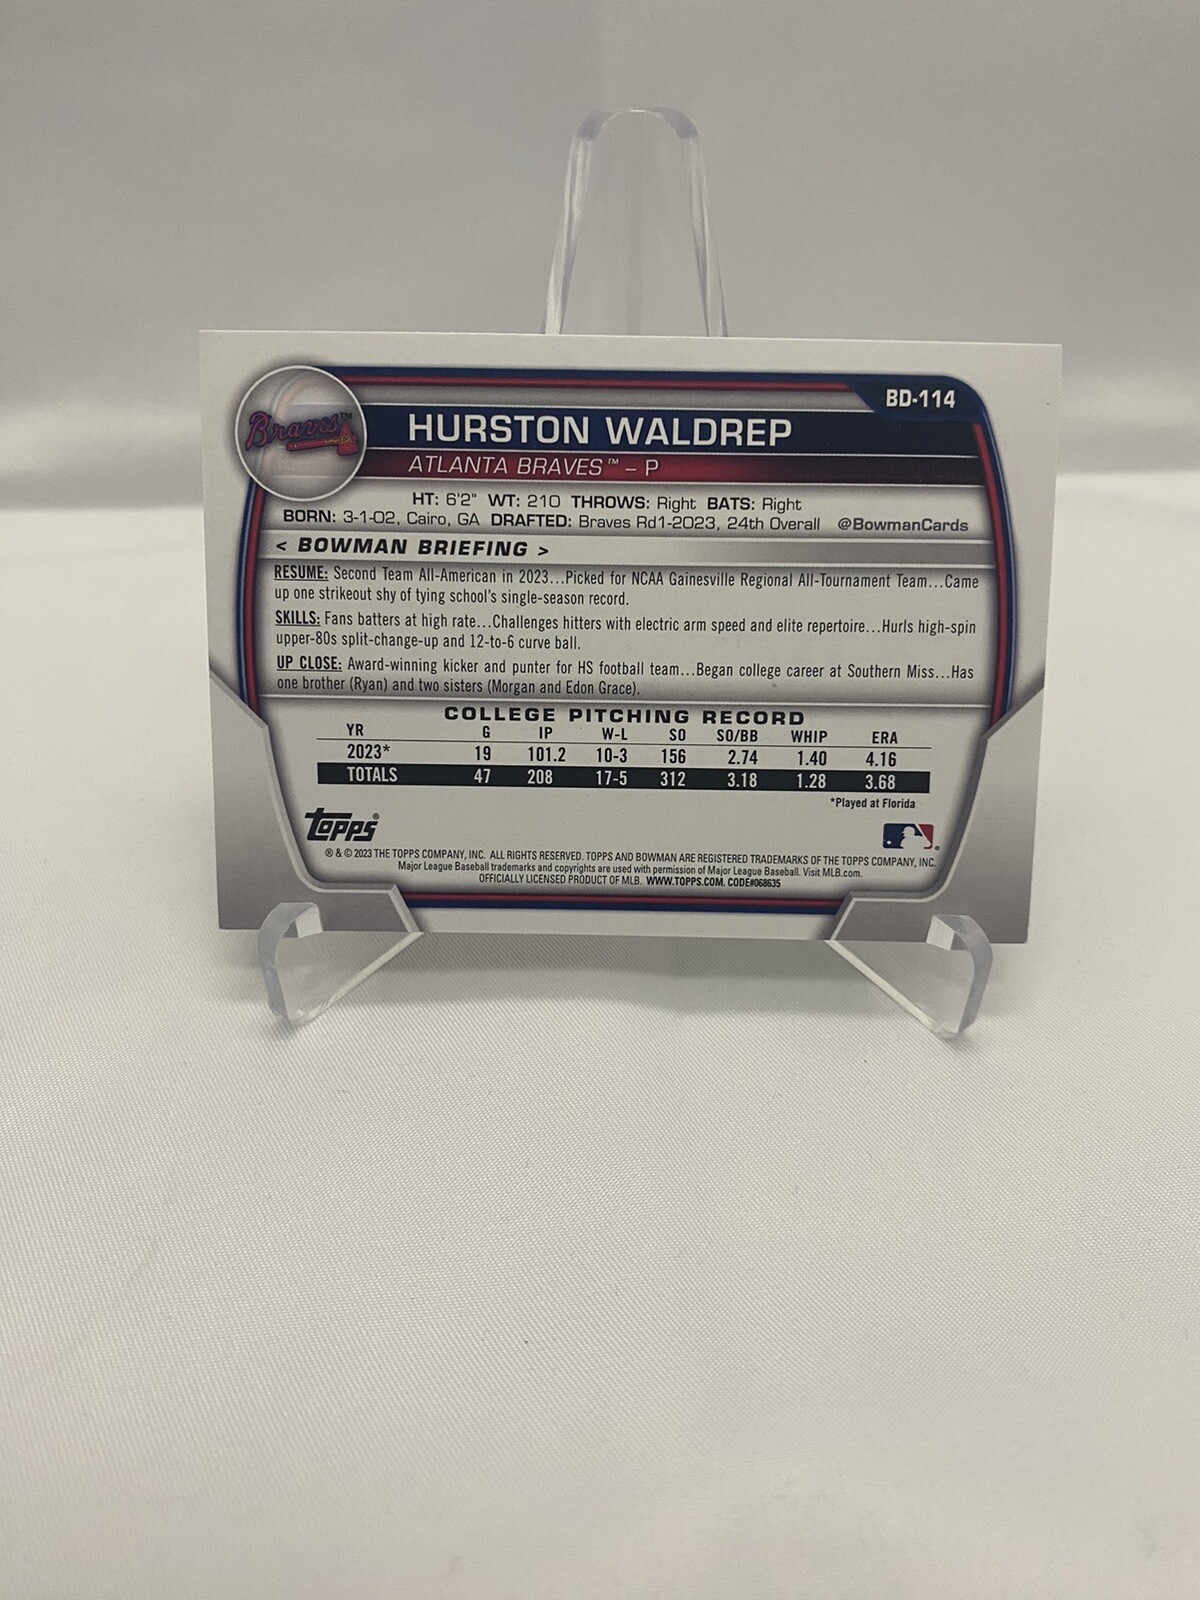 Braves™
BD-114
HURSTON WALDREP
ATLANTA BRAVES™ – P
HT: 6'2" WT: 210 THROWS: Right BATS: Right
BORN: 3-1-02, Cairo, GA DRAFTED: Braves Rd1-2023, 24th Overall @BowmanCards
< BOWMAN BRIEFING >
RESUME: Second Team All-American in 2023...Picked for NCAA Gainesville Regional All-Tournament Team...Came
up one strikeout shy of tying school's single-season record.
SKILLS: Fans batters at high rate...Challenges hitters with electric arm speed and elite repertoire...Hurls high-spin
upper-80s split-change-up and 12-to-6 curve ball.
UP CLOSE: Award-winning kicker and punter for HS football team...Began college career at Southern Miss...Has
one brother (Ryan) and two sisters (Morgan and Edon Grace).
COLLEGE PITCHING RECORD
YR G IP W-L SO SO/BB WHIP ERA
2023* 19 101.2 10-3 156 2.74 1.40 4.16
TOTALS 47 208 17-5 312 3.18 1.28 3.68
*Played at Florida
Topps®
® & © 2023 THE TOPPS COMPANY, INC. ALL RIGHTS RESERVED. TOPPS AND BOWMAN ARE REGISTERED TRADEMARKS OF THE TOPPS COMPANY, INC.
Major League Baseball trademarks and copyrights are used with permission of Major League Baseball. Visit MLB.com.
OFFICIALLY LICENSED PRODUCT OF MLB. WWW.TOPPS.COM. CODE#068635